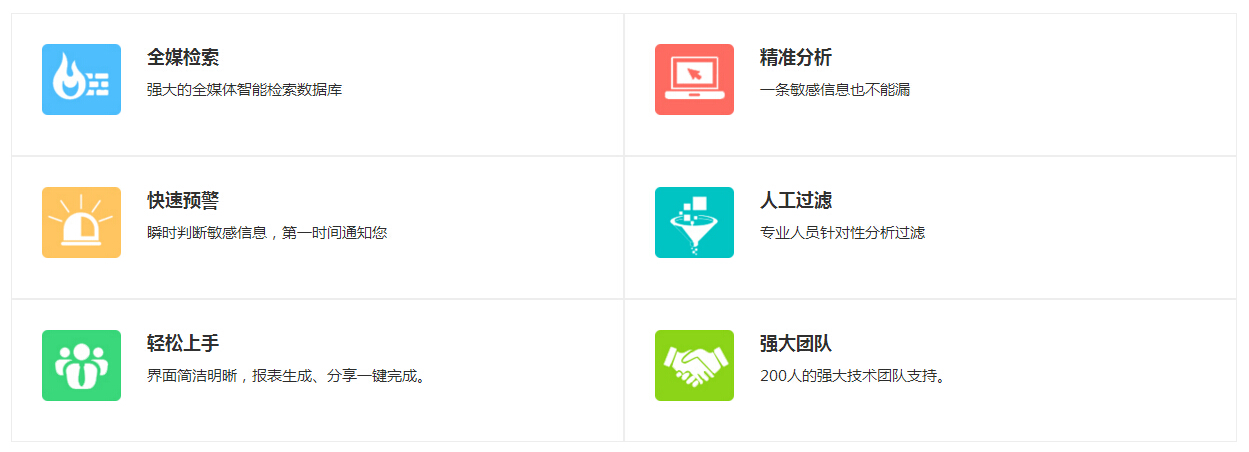 全媒检索
强大的全媒体智能检索数据库
精准分析
一条敏感信息也不能漏
快速预警
瞬时判断敏感信息，第一时间通知您
人工过滤
专业人员针对性分析过滤
轻松上手
界面简洁明晰，报表生成、分享一键完成。
强大团队
200人的强大技术团队支持。